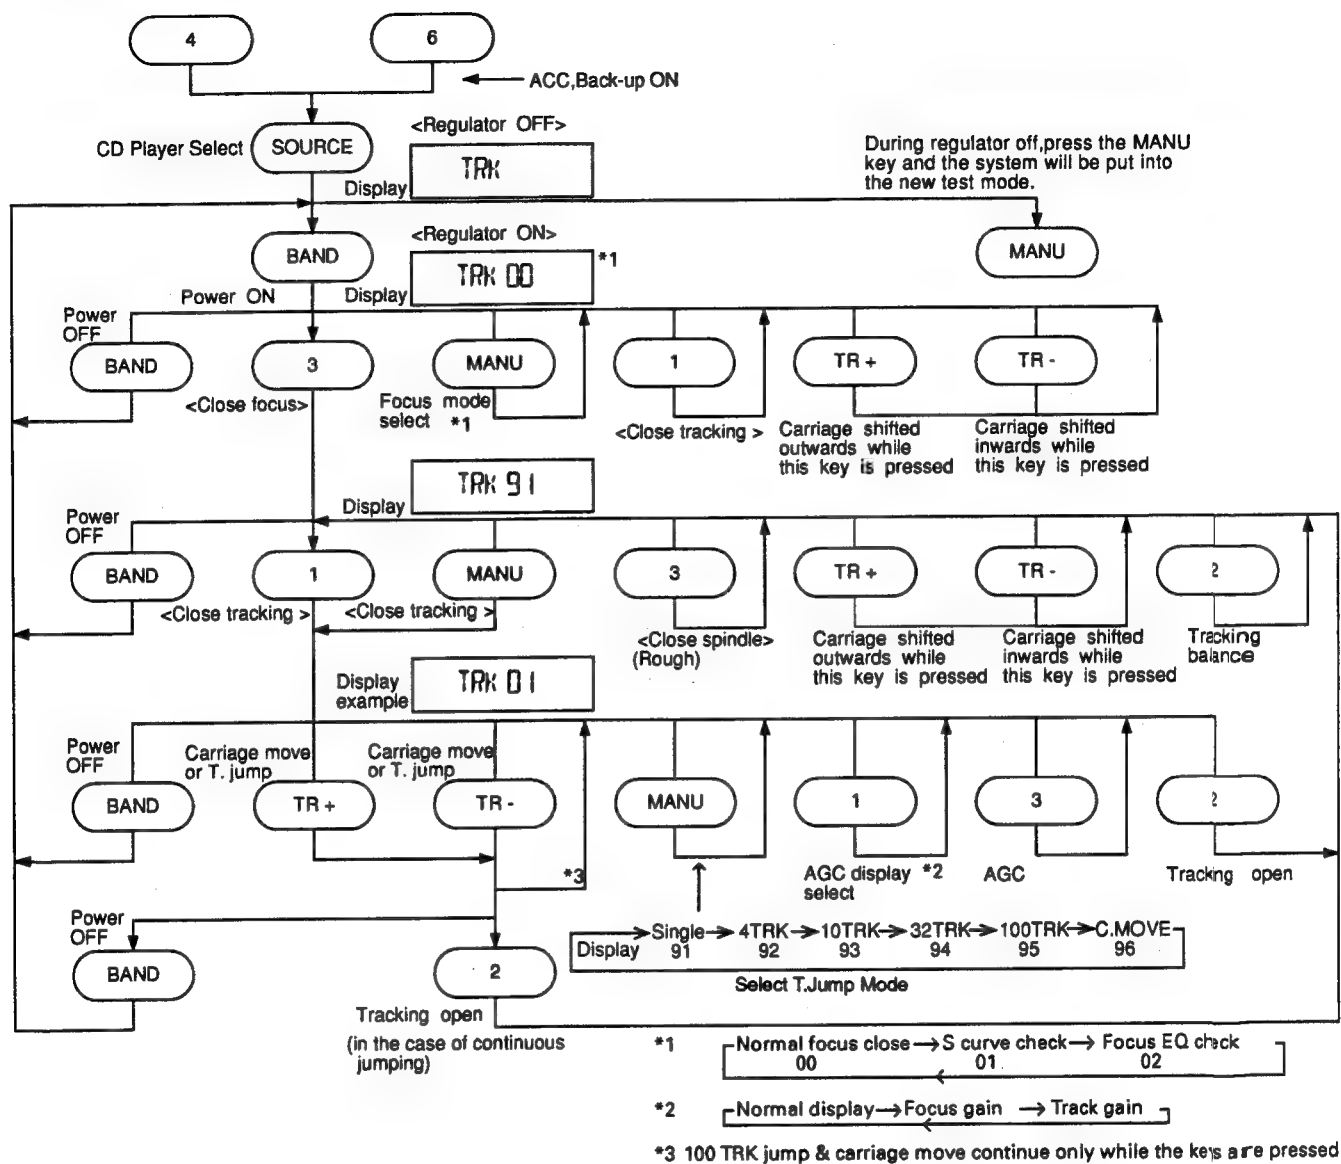 4
6
ACC,Back-up ON
<Regulator OFF>
CD Player Select
SOURCE
TRK
Display
During regulator off,press the MANU
key and the system will be put into
the new test mode.
<Regulator ON>
BAND
TRK 00
*1
MANU
Power ON
Display
Power
OFF
BAND
3
MANU
1
TR +
TR -
<Close focus>
Focus mode
select *1
<Close tracking >
Carriage shifted
outwards while
this key is pressed
Carriage shifted
inwards while
this key is pressed
TRK 91
Display
Power
OFF
BAND
1
MANU
3
TR +
TR -
2
<Close tracking >
<Close tracking >
<Close spindle>
(Rough)
Carriage shifted
outwards while
this key is pressed
Carriage shifted
inwards while
this key is pressed
Tracking
balance
Display
example
TRK 01
Power
OFF
Carriage move
or T. jump
Carriage move
or T. jump
BAND
TR +
TR -
MANU
1
3
2
*3
AGC display *2
select
AGC
Tracking open
Power
OFF
BAND
2
Single 4TRK 10TRK 32TRK 100TRK C.MOVE
Display 91 92 93 94 95 96
Select T.Jump Mode
Tracking open
(in the case of continuous
jumping)
*1 Normal focus close S curve check Focus EQ check
00 01 02
*2 Normal display Focus gain Track gain
*3 100 TRK jump & carriage move continue only while the keys are pressed